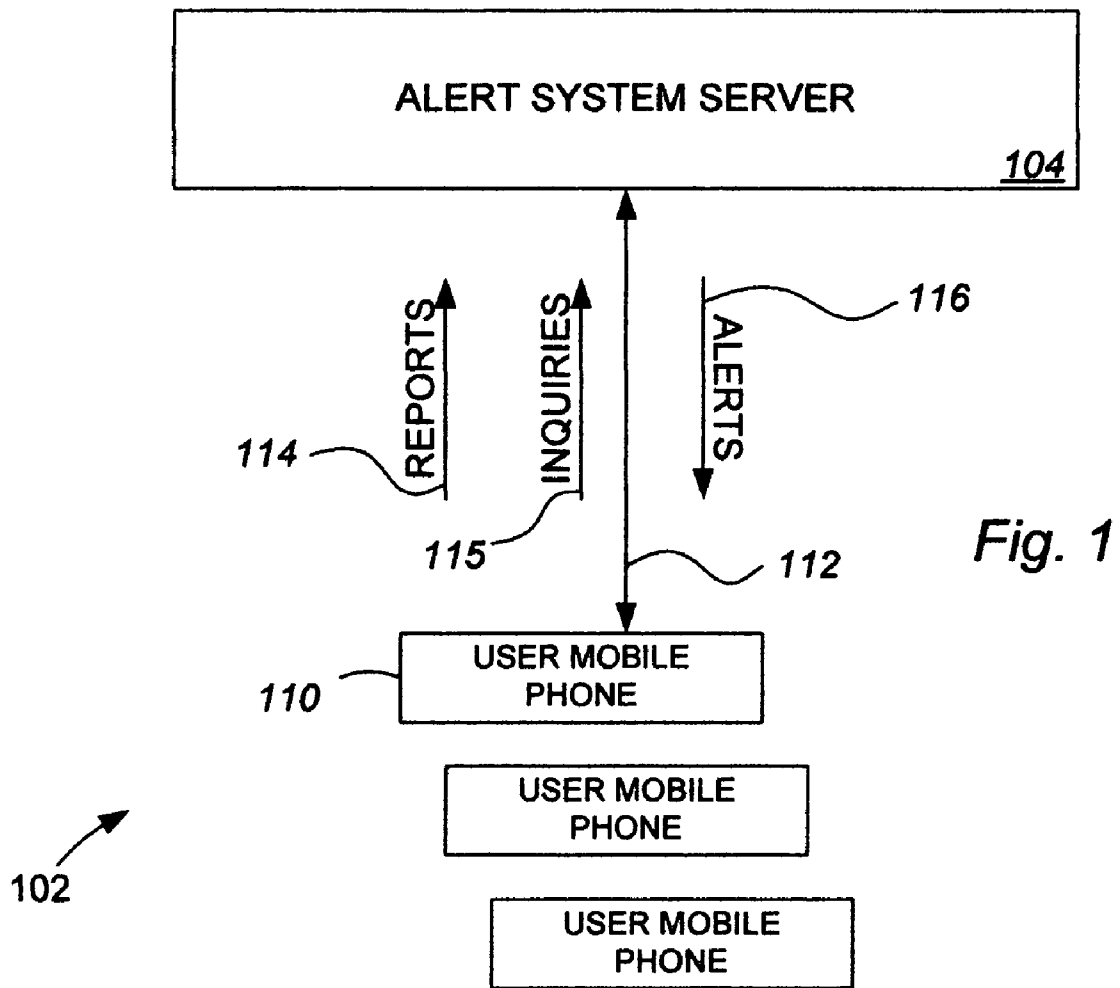 ALERT SYSTEM SERVER
104
REPORTS
INQUIRIES
ALERTS
116
114
115
112
Fig. 1
USER MOBILE
PHONE
110
USER MOBILE
PHONE
102
USER MOBILE
PHONE